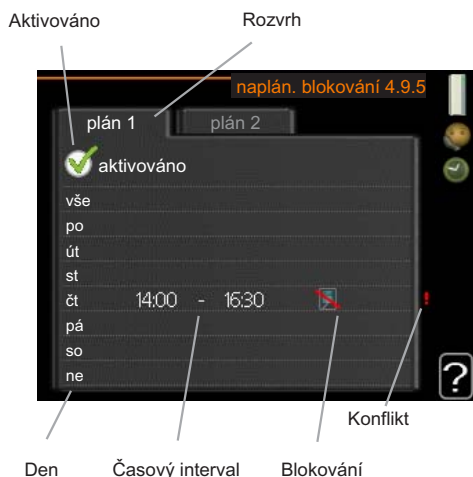 Aktivováno Rozvrh
naplán. blokování 4.9.5
plán 1 plán 2
aktivováno
vše
po
út
st
čt 14:00 - 16:30 !
pá
so
ne
?
Konflikt
Den Časový interval Blokování